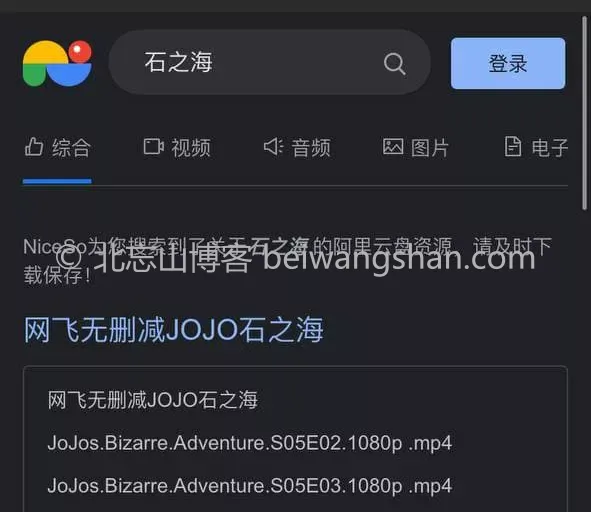 石之海
登录
综合 视频 音频 图片 电子
NiceSo为您搜索到了关于石之海的阿里云盘资源，请及时下
载保存！
© 北忘山博客 beiwangshan.com
网飞无删减JOJO石之海
网飞无删减JOJO石之海
JoJos.Bizarre.Adventure.S05E02.1080p .mp4
JoJos.Bizarre.Adventure.S05E03.1080p .mp4